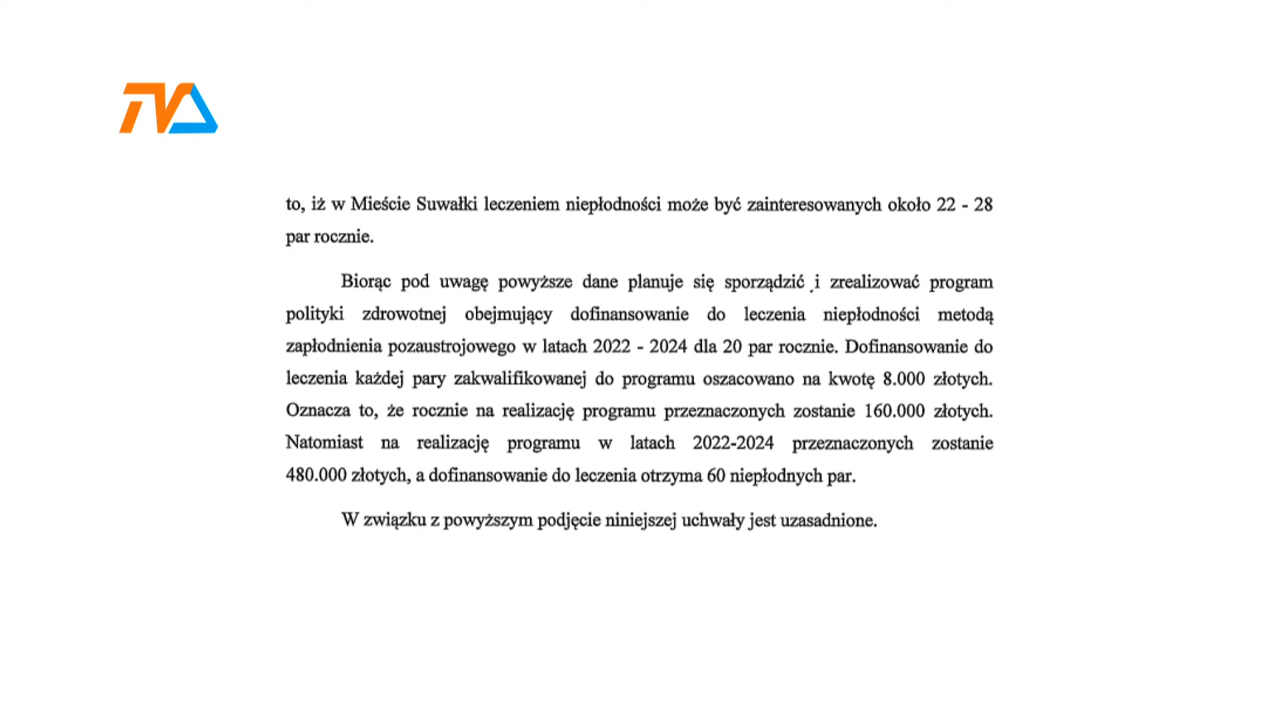 TVS
to, iż w Mieście Suwałki leczeniem niepłodności może być zainteresowanych około 22 - 28
par rocznie.
Biorąc pod uwagę powyższe dane planuje się sporządzić i zrealizować program
polityki zdrowotnej obejmujący dofinansowanie do leczenia niepłodności metodą
zapłodnienia pozaustrojowego w latach 2022 - 2024 dla 20 par rocznie. Dofinansowanie do
leczenia każdej pary zakwalifikowanej do programu oszacowano na kwotę 8.000 złotych.
Oznacza to, że rocznie na realizację programu przeznaczonych zostanie 160.000 złotych.
Natomiast na realizację programu w latach 2022-2024 przeznaczonych zostanie
480.000 złotych, a dofinansowanie do leczenia otrzyma 60 niepłodnych par.
W związku z powyższym podjęcie niniejszej uchwały jest uzasadnione.